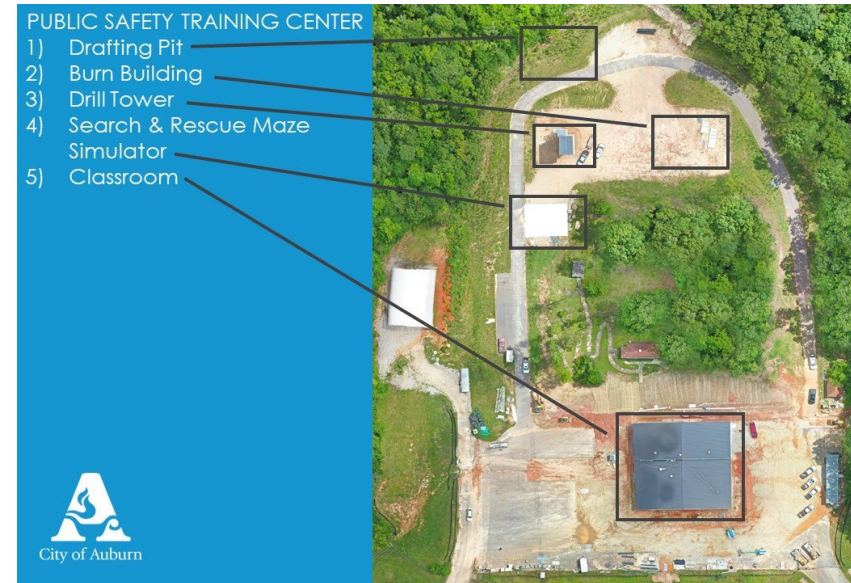 PUBLIC SAFETY TRAINING CENTER
1) Drafting Pit
2) Burn Building
3) Drill Tower
4) Search & Rescue Maze
Simulator
5) Classroom
A
City of Auburn